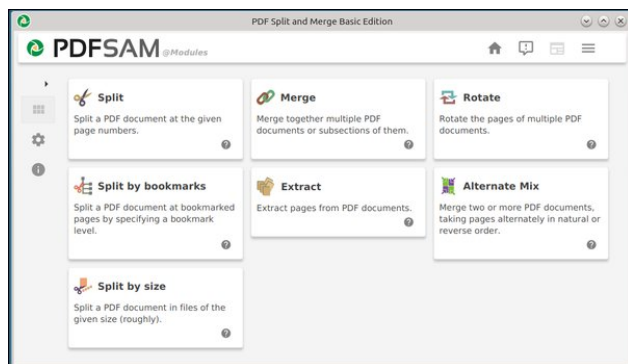 PDF Split and Merge Basic Edition
PDFSAM @Modules
Split
Split a PDF document at the given
page numbers.
Merge
Merge together multiple PDF
documents or subsections of them.
Rotate
Rotate the pages of multiple PDF
documents.
Split by bookmarks
Split a PDF document at bookmarked
pages by specifying a bookmark
level.
Extract
Extract pages from PDF documents.
Alternate Mix
Merge two or more PDF documents,
taking pages alternately in natural or
reverse order.
Split by size
Split a PDF document in files of the
given size (roughly).